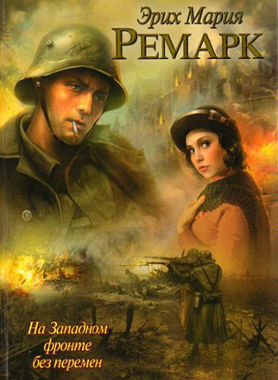 Эрих Мария
РЕМАРК
На Западном
фронте
без перемен